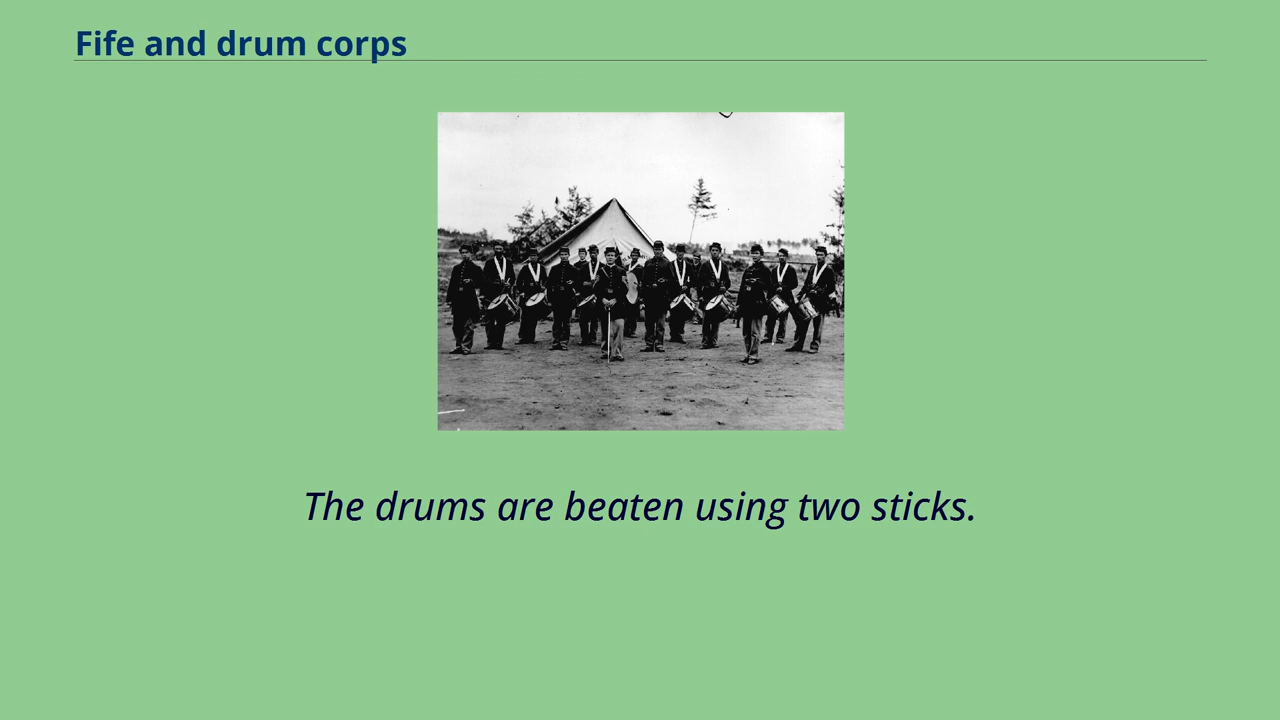 Fife and drum corps
The drums are beaten using two sticks.